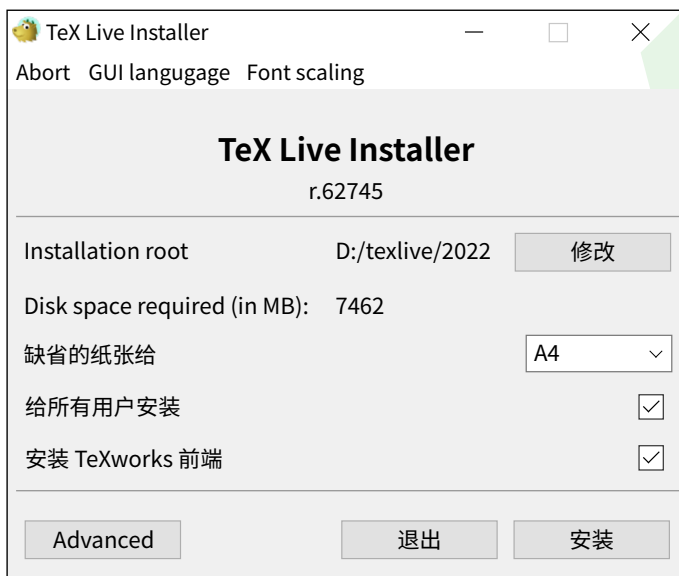 TeX Live Installer
Abort GUI langugage Font scaling
TeX Live Installer
r.62745
Installation root D:/texlive/2022 修改
Disk space required (in MB): 7462
缺省的纸张给 A4
给所有用户安装
安装 TeXworks 前端
Advanced 退出 安装